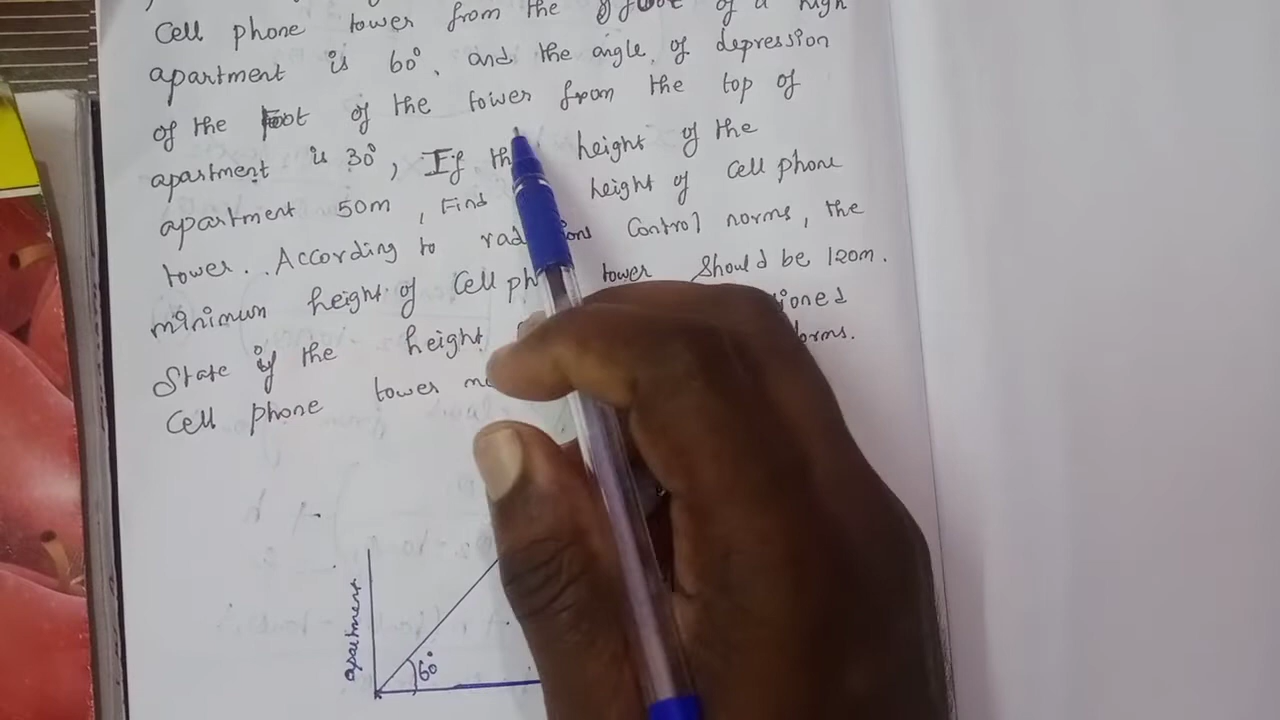 Cell phone tower from the foot of a high
apartment is 60°, and the angle of depression
of the Foot of the tower from the top of
apartment is 30°, If the height of the
apartment 50m, Find height of Cell phone
tower. According to radiations Control norms, the
minimum height of Cell phone tower should be 120m.
State if the height
Cell phone tower
apartment
60°